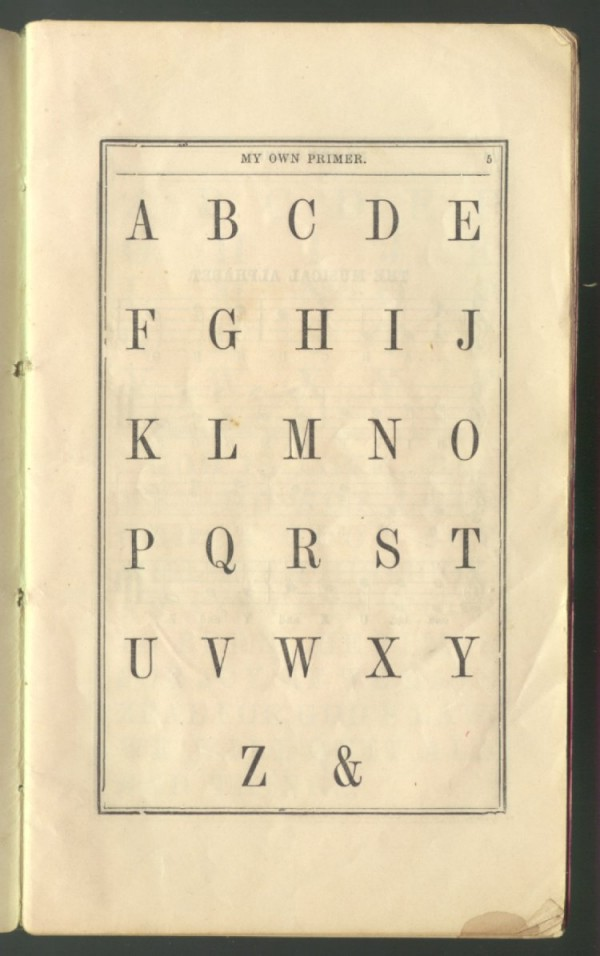 MY OWN PRIMER. 5
A B C D E
F G H I J
K L M N O
P Q R S T
U V W X Y
Z &